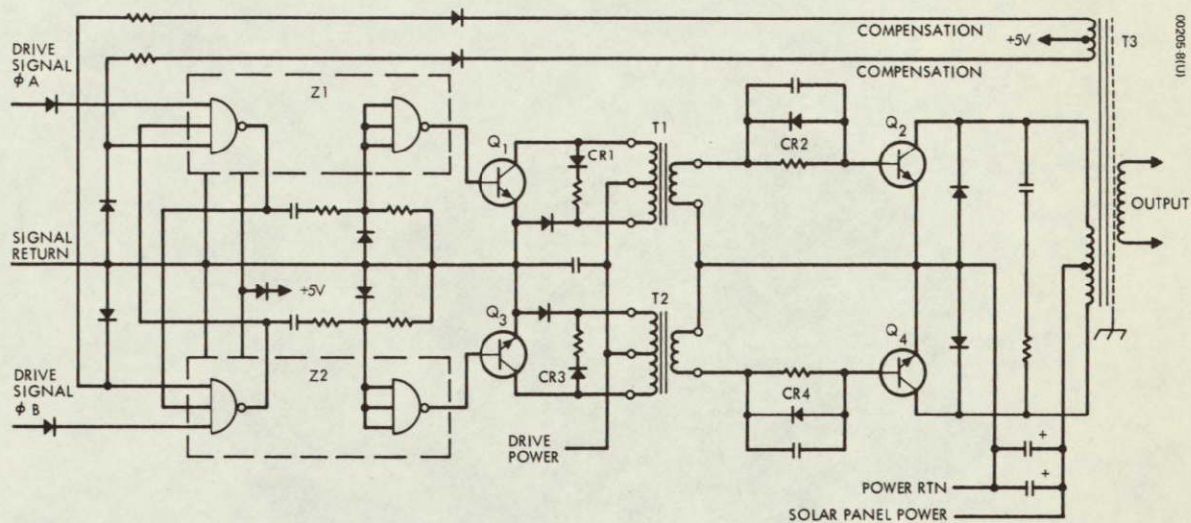 COMPENSATION
+5V
T3
00205-8(U)
DRIVE
SIGNAL
ϕ A
COMPENSATION
Z1
Q1
CR1
T1
CR2
Q2
OUTPUT
SIGNAL
RETURN
+5V
Q3
T2
Q4
DRIVE
SIGNAL
ϕ B
Z2
CR3
CR4
DRIVE
POWER
+
+
POWER RTN
SOLAR PANEL POWER